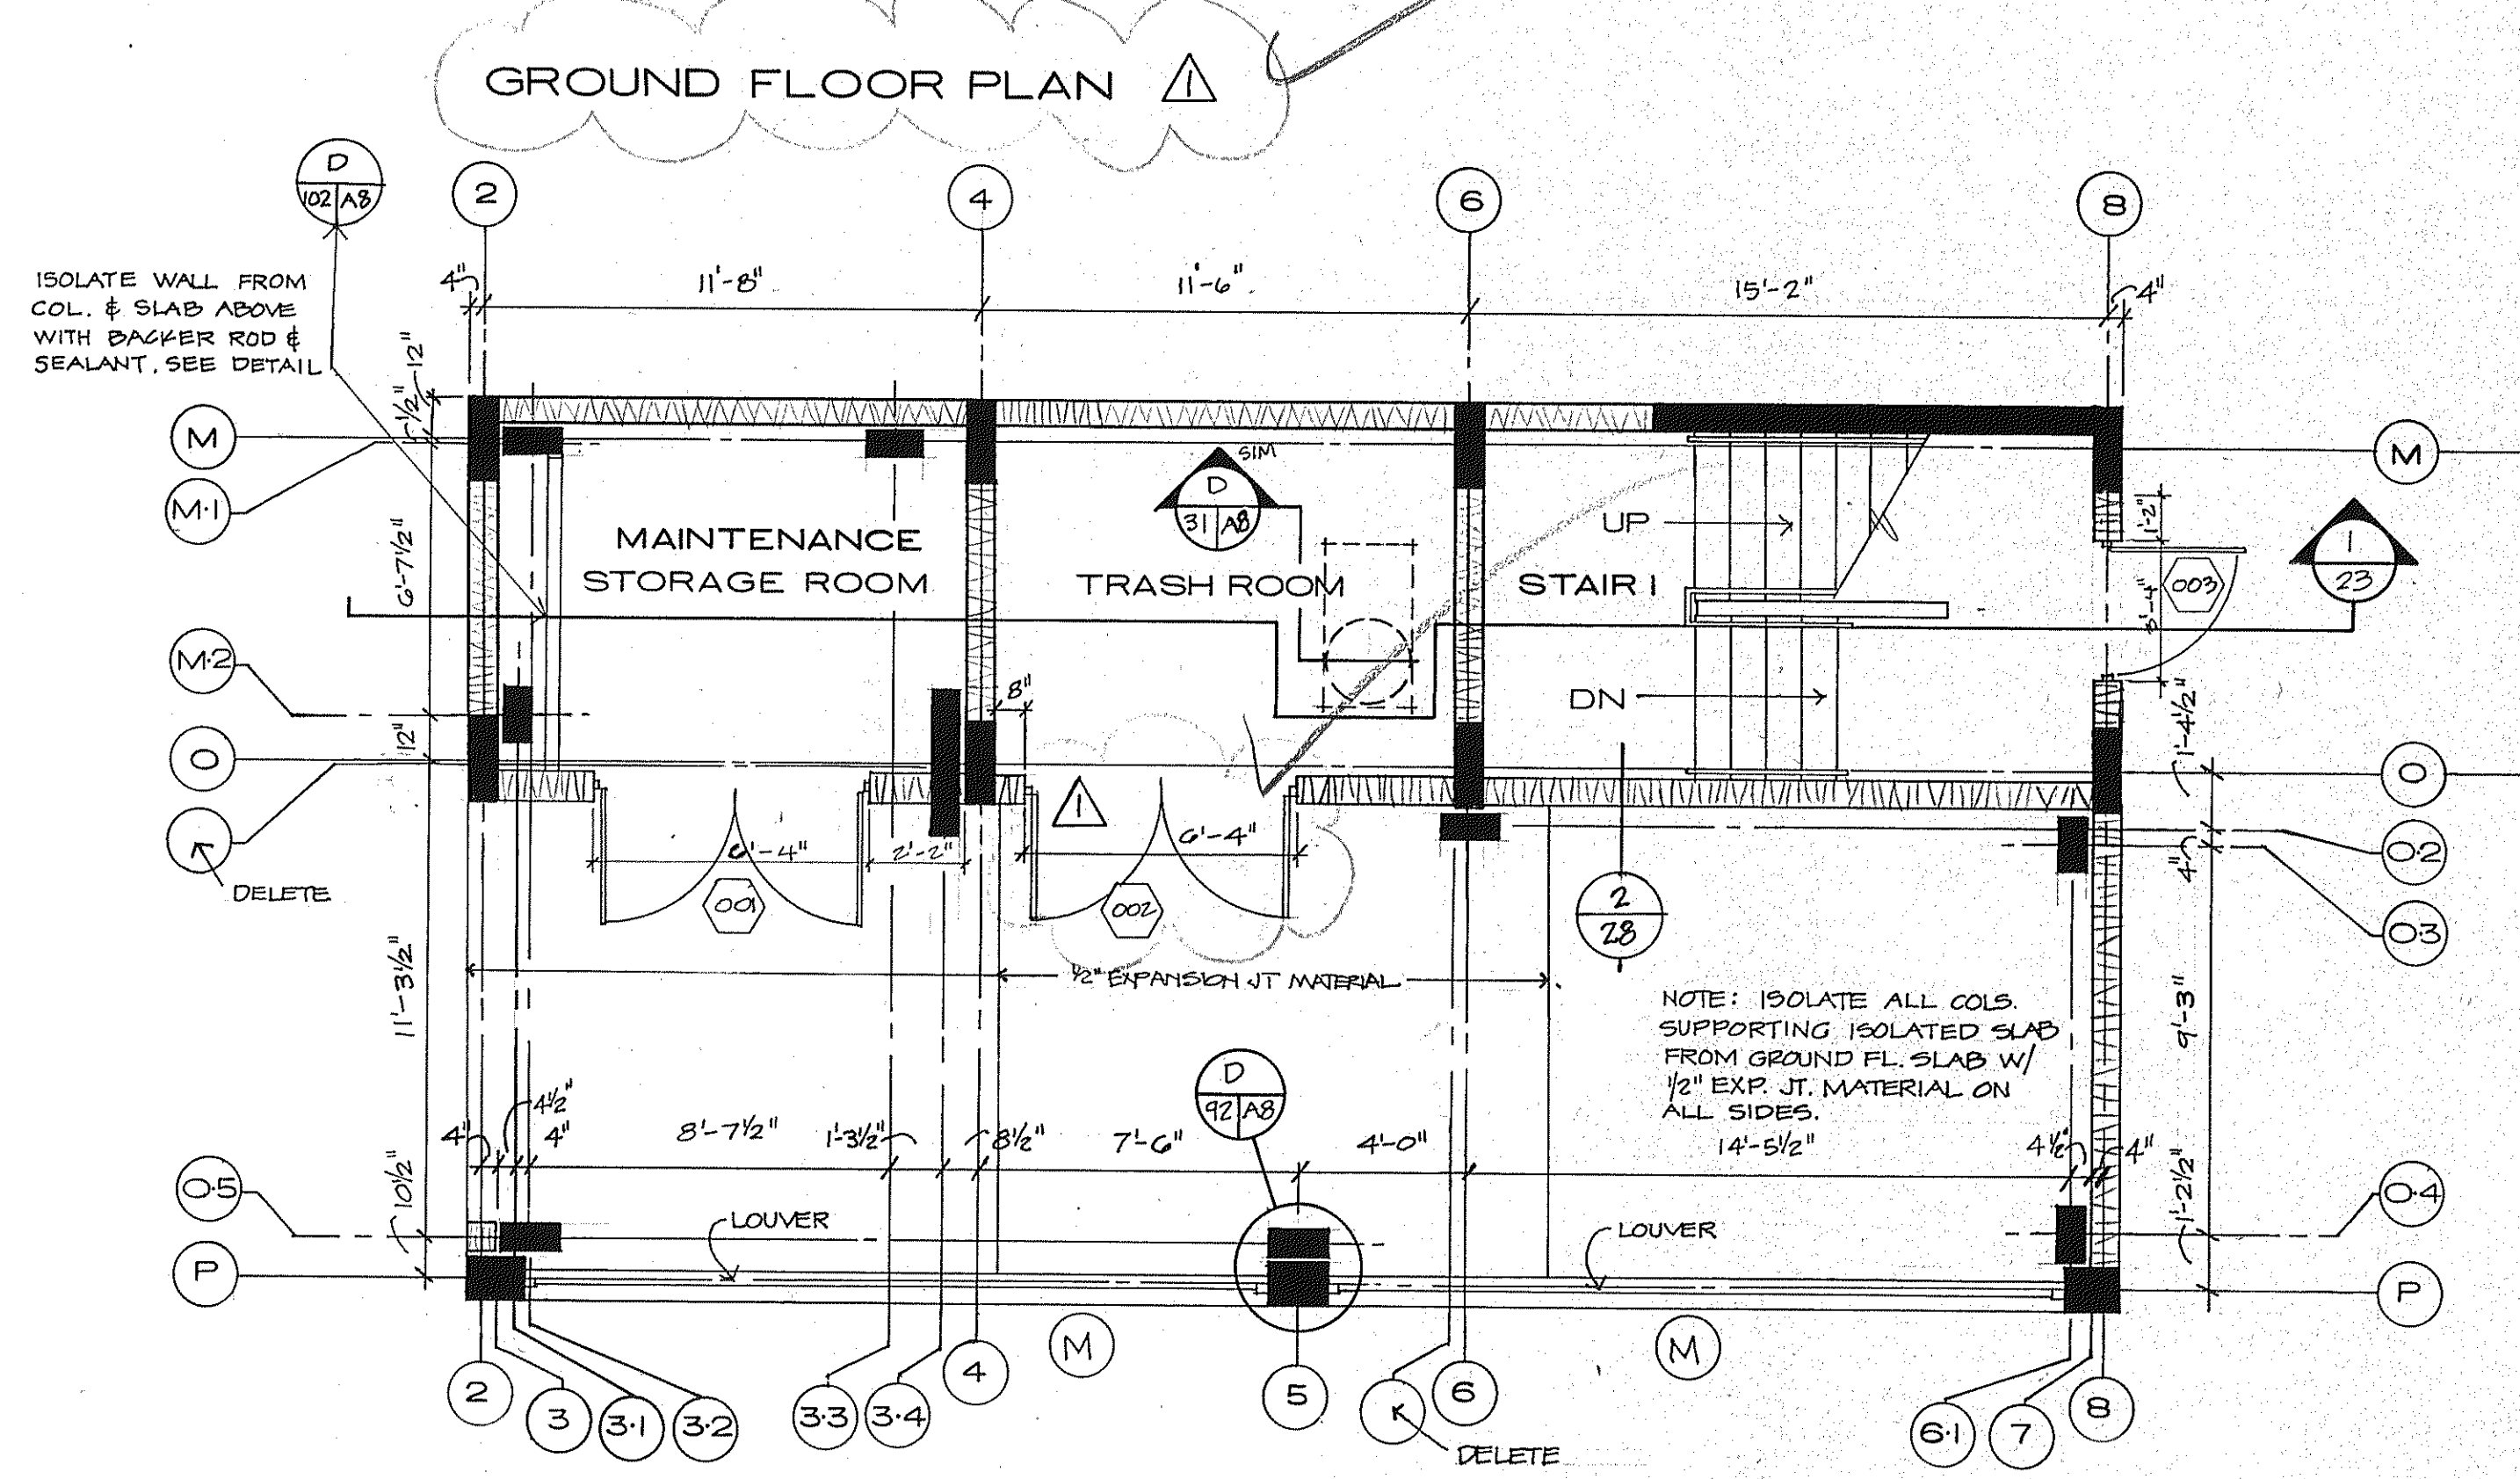 GROUND FLOOR PLAN 1
D
102 A8
2
4
6
8
ISOLATE WALL FROM
COL. & SLAB ABOVE
WITH BACKER ROD &
SEALANT. SEE DETAIL
4"
11'-8"
11'-6"
15'-2"
4"
12"
4 1/2"
M
M
M·1
SIM
D
31 A8
MAINTENANCE
STORAGE ROOM
TRASH ROOM
STAIR 1
UP
DN
1'-2"
003
3'-4"
1
23
6'-7 1/2"
M·2
12"
8"
1'-4 1/2"
O
O
DELETE
1
6'-4"
2'-2"
6'-4"
001
002
2
28
4"
O·2
O·3
1/2" EXPANSION JT MATERIAL
11'-3 1/2"
9'-3"
NOTE: ISOLATE ALL COLS.
SUPPORTING ISOLATED SLAB
FROM GROUND FL. SLAB W/
1/2" EXP. JT. MATERIAL ON
ALL SIDES.
D
92 A8
4"
4 1/2"
4"
8'-7 1/2"
1'-3 1/2"
8 1/2"
7'-6"
4'-0"
14'-5 1/2"
4 1/2"
4"
10 1/2"
1'-2 1/2"
O·5
O·4
LOUVER
LOUVER
P
P
M
M
2
3
3·1
3·2
3·3
3·4
4
5
6
6·1
7
8
DELETE